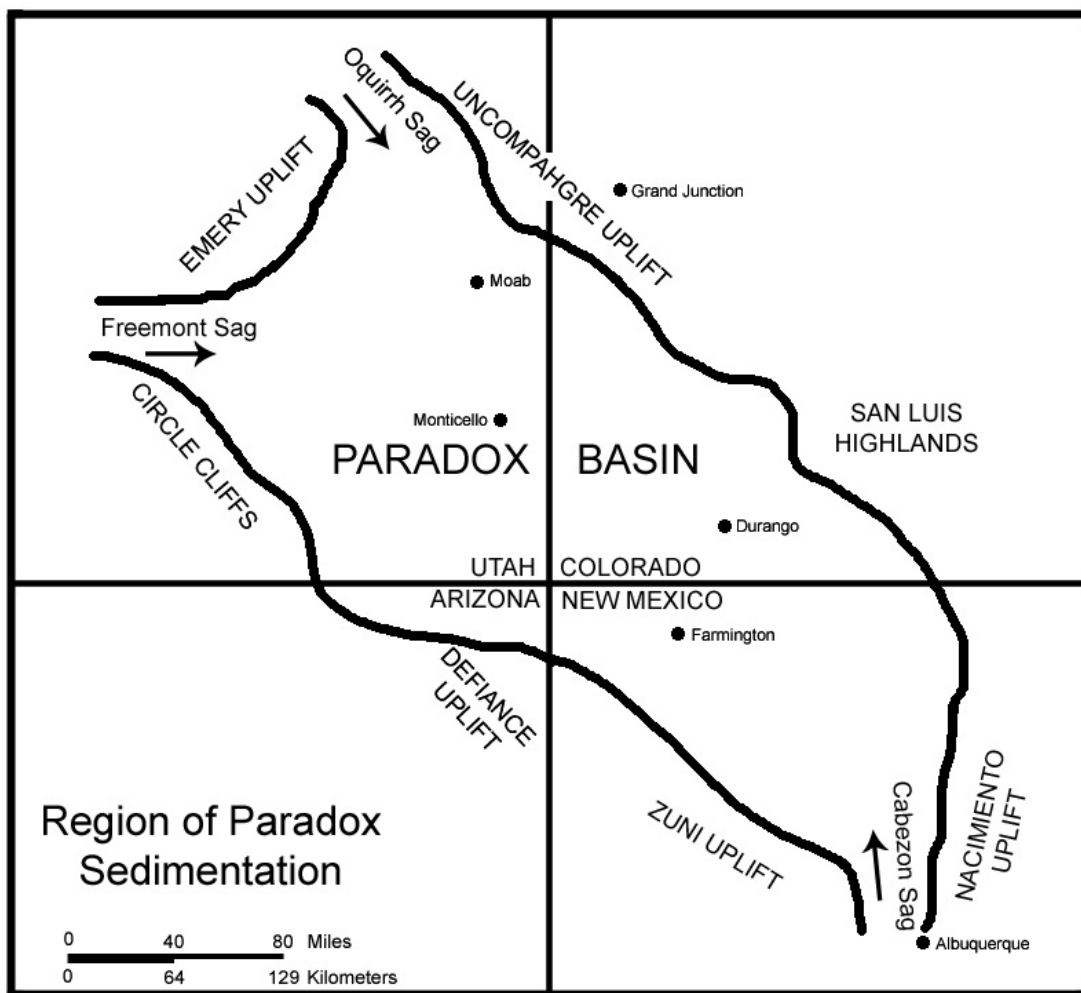 Oquirrh Sag
UNCOMPAHGRE UPLIFT
EMERY UPLIFT
Grand Junction
Moab
Freemont Sag
CIRCLE CLIFFS
Monticello
SAN LUIS
HIGHLANDS
PARADOX BASIN
Durango
UTAH COLORADO
ARIZONA NEW MEXICO
Farmington
DEFIANCE
UPLIFT
ZUNI UPLIFT
Cabezon Sag
NACIMIENTO
UPLIFT
Albuquerque
Region of Paradox
Sedimentation
0 40 80 Miles
0 64 129 Kilometers